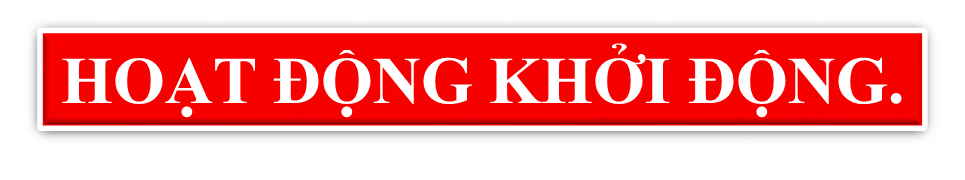 HOẠT ĐỘNG KHỞI ĐỘNG.